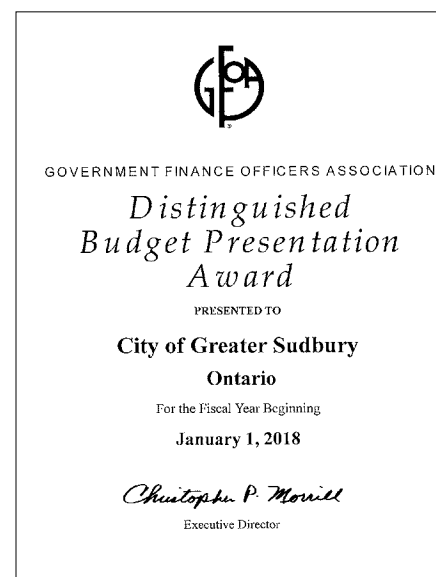 GFOA
®
GOVERNMENT FINANCE OFFICERS ASSOCIATION
Distinguished
Budget Presentation
Award
PRESENTED TO
City of Greater Sudbury
Ontario
For the Fiscal Year Beginning
January 1, 2018
Christopher P. Morrill
Executive Director